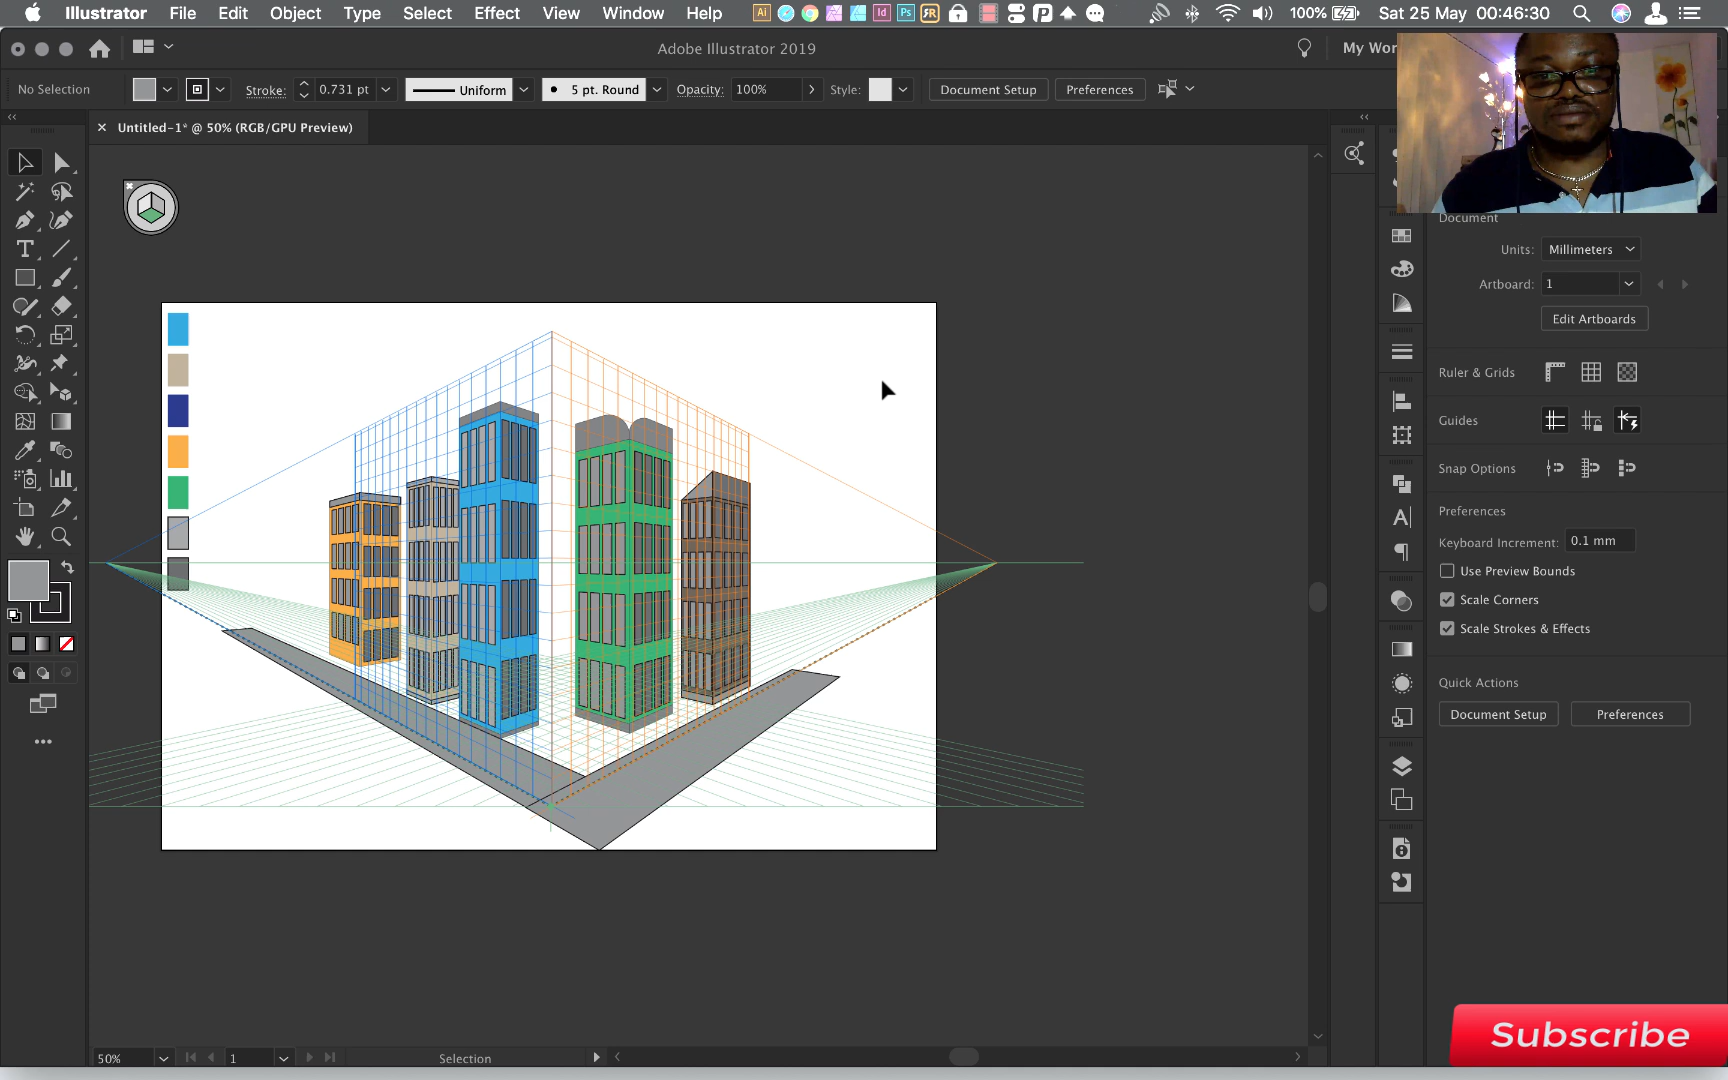 Illustrator File Edit Object Type Select Effect View Window Help Ai Id Ps 100% Sat 25 May 00:46:30
Adobe Illustrator 2019
My Wor
No Selection Stroke: 0.731 pt Uniform 5 pt. Round Opacity: 100% Style: Document Setup Preferences
Untitled-1* @ 50% (RGB/GPU Preview)
Document
Units: Millimeters
Artboard: 1
Edit Artboards
Ruler & Grids
Guides
Snap Options
Preferences
Keyboard Increment: 0.1 mm
Use Preview Bounds
Scale Corners
Scale Strokes & Effects
Quick Actions
Document Setup Preferences
Subscribe
50% 1 Selection